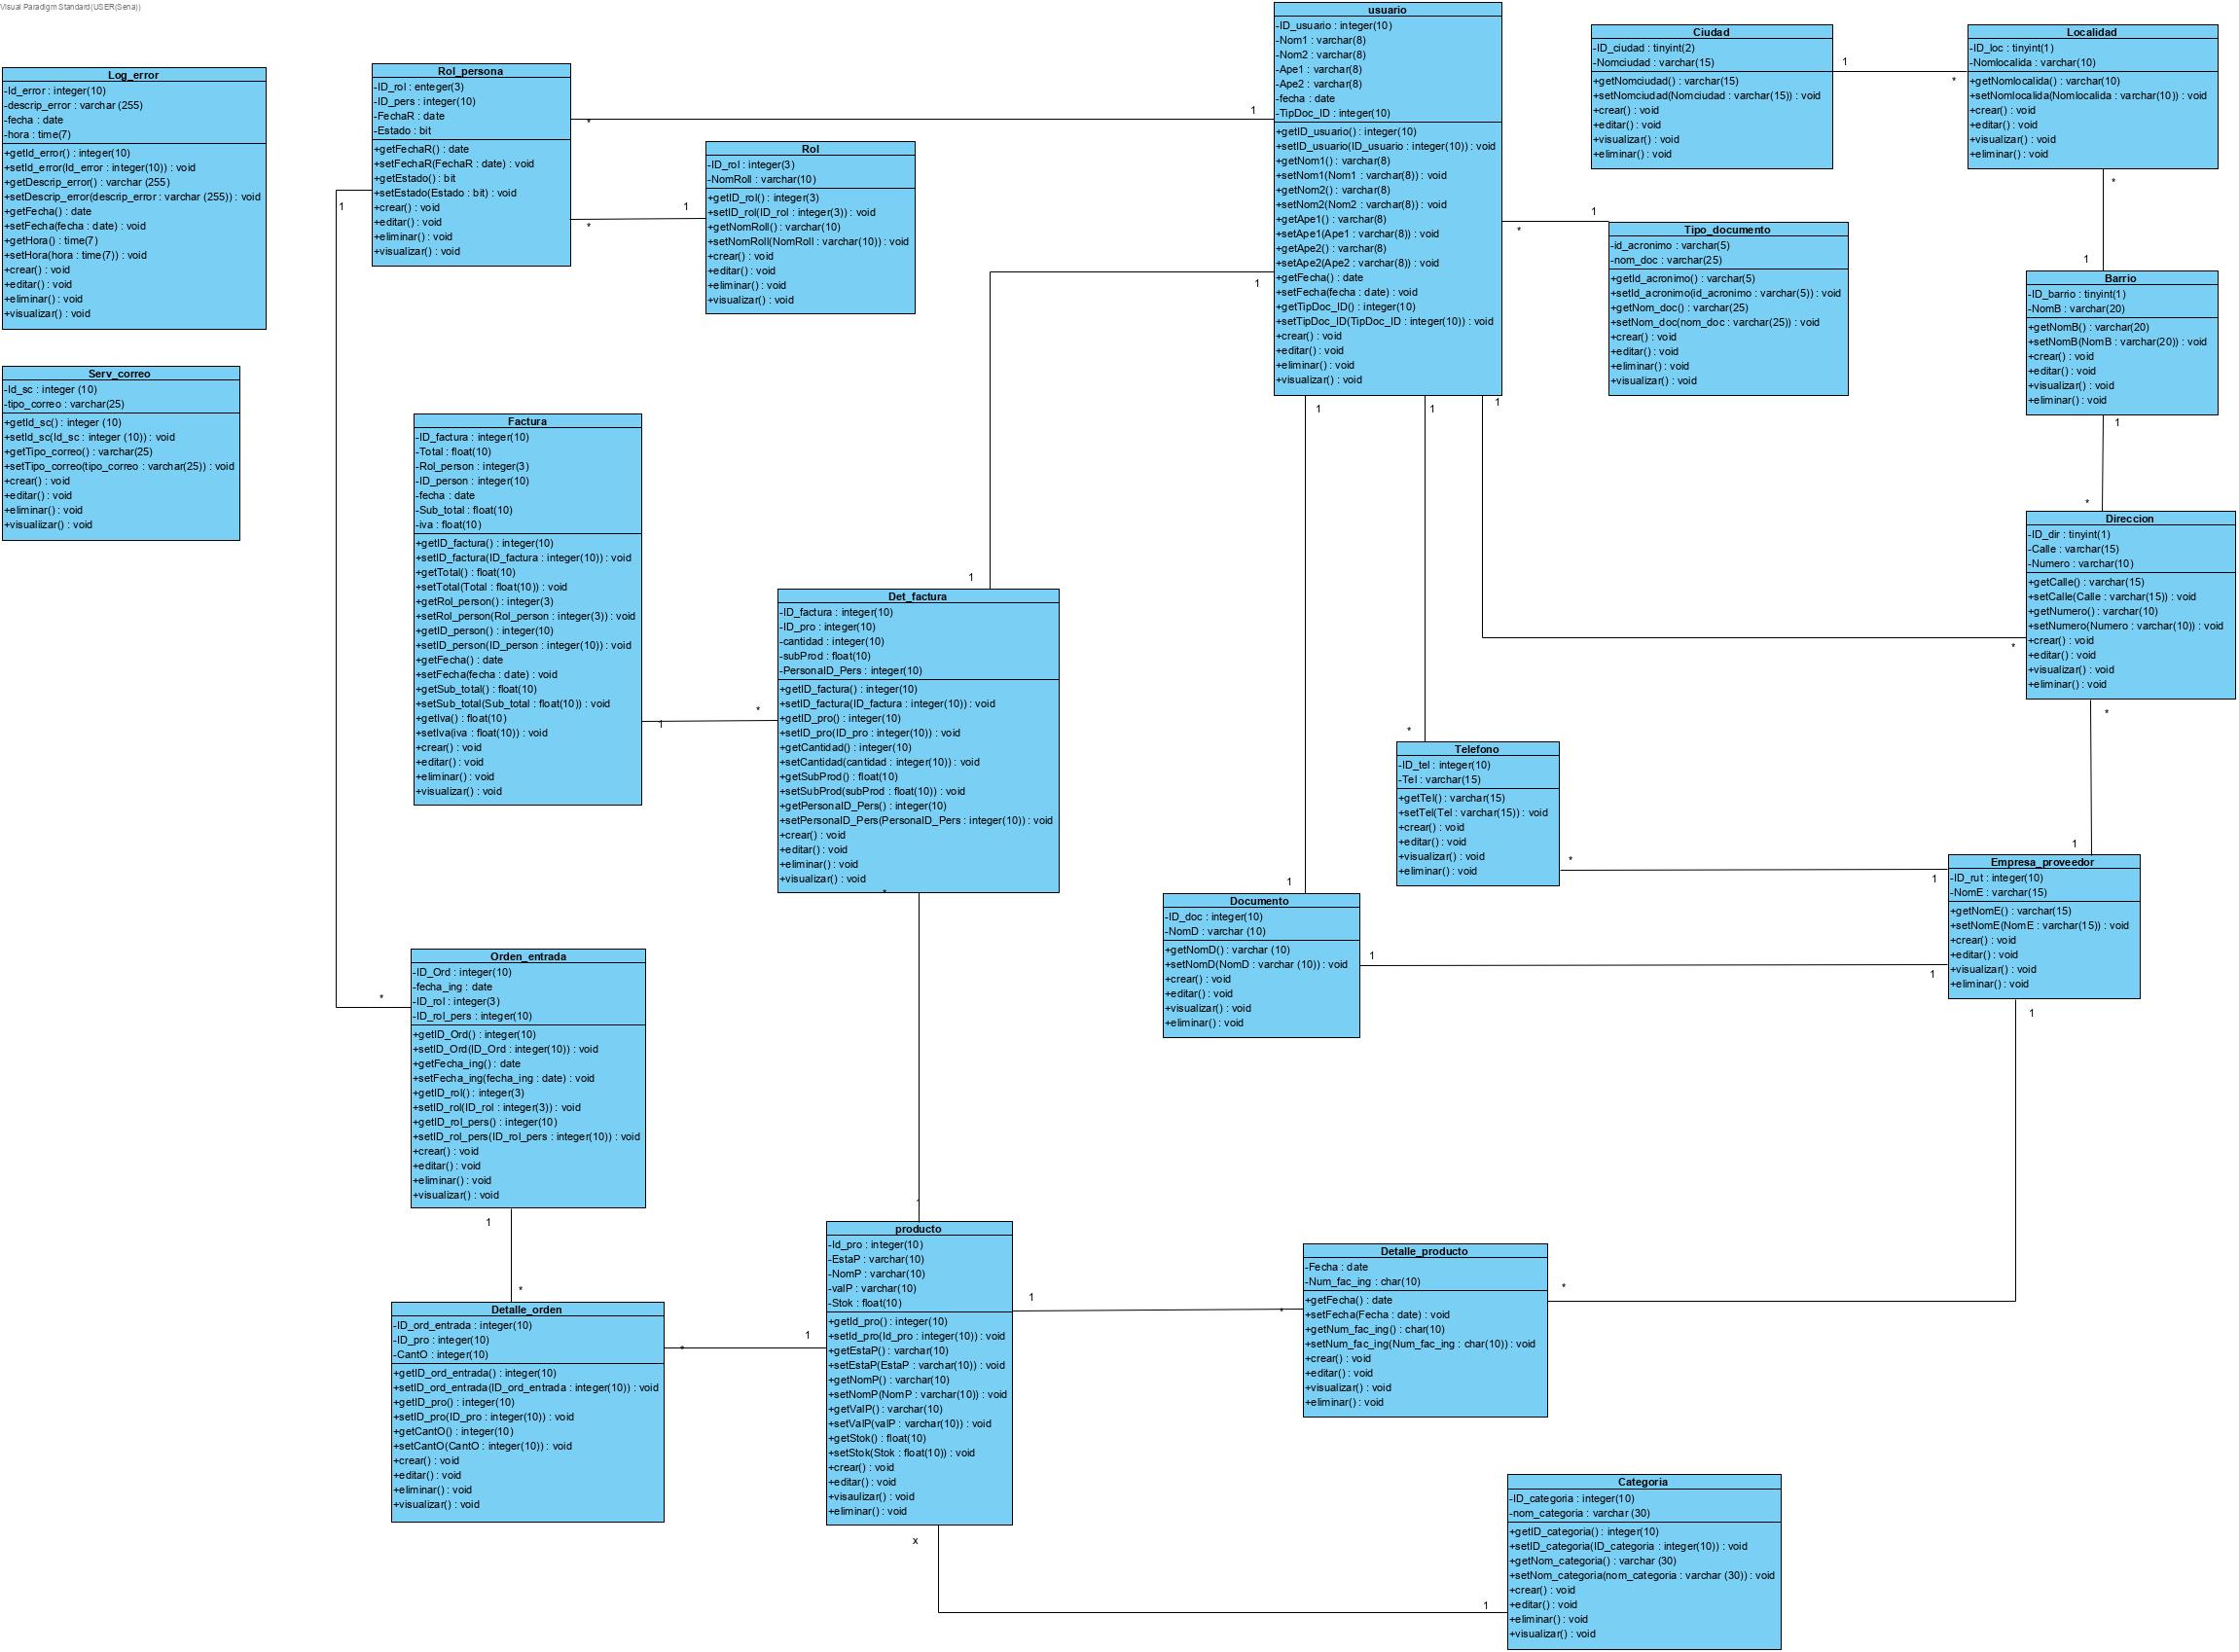 Visual Paradigm Standard(USER(Sena))
Log_error
-Id_error : integer(10)
-descrip_error : varchar (255)
-fecha : date
-hora : time(7)
+getId_error() : integer(10)
+setId_error(Id_error : integer(10)) : void
+getDescrip_error() : varchar (255)
+setDescrip_error(descrip_error : varchar (255)) : void
+getFecha() : date
+setFecha(fecha : date) : void
+getHora() : time(7)
+setHora(hora : time(7)) : void
+crear() : void
+editar() : void
+eliminar() : void
+visualizar() : void
Serv_correo
-Id_sc : integer (10)
-tipo_correo : varchar(25)
+getId_sc() : integer (10)
+setId_sc(Id_sc : integer (10)) : void
+getTipo_correo() : varchar(25)
+setTipo_correo(tipo_correo : varchar(25)) : void
+crear() : void
+editar() : void
+eliminar() : void
+visualiizar() : void
Rol_persona
-ID_rol : enteger(3)
-ID_pers : integer(10)
-FechaR : date
-Estado : bit
+getFechaR() : date
+setFechaR(FechaR : date) : void
+getEstado() : bit
+setEstado(Estado : bit) : void
+crear() : void
+editar() : void
+eliminar() : void
+visualizar() : void
*
1
1
*
1
Rol
-ID_rol : integer(3)
-NomRoll : varchar(10)
+getID_rol() : integer(3)
+setID_rol(ID_rol : integer(3)) : void
+getNomRoll() : varchar(10)
+setNomRoll(NomRoll : varchar(10)) : void
+crear() : void
+editar() : void
+eliminar() : void
+visualizar() : void
usuario
-ID_usuario : integer(10)
-Nom1 : varchar(8)
-Nom2 : varchar(8)
-Ape1 : varchar(8)
-Ape2 : varchar(8)
-fecha : date
-TipDoc_ID : integer(10)
+getID_usuario() : integer(10)
+setID_usuario(ID_usuario : integer(10)) : void
+getNom1() : varchar(8)
+setNom1(Nom1 : varchar(8)) : void
+getNom2() : varchar(8)
+setNom2(Nom2 : varchar(8)) : void
+getApe1() : varchar(8)
+setApe1(Ape1 : varchar(8)) : void
+getApe2() : varchar(8)
+setApe2(Ape2 : varchar(8)) : void
+getFecha() : date
+setFecha(fecha : date) : void
+getTipDoc_ID() : integer(10)
+setTipDoc_ID(TipDoc_ID : integer(10)) : void
+crear() : void
+editar() : void
+eliminar() : void
+visualizar() : void
1
1
*
1
1
1
1
Ciudad
-ID_ciudad : tinyint(2)
-Nomciudad : varchar(15)
+getNomciudad() : varchar(15)
+setNomciudad(Nomciudad : varchar(15)) : void
+crear() : void
+editar() : void
+visualizar() : void
+eliminar() : void
1
*
Localidad
-ID_loc : tinyint(1)
-Nomlocalida : varchar(10)
+getNomlocalida() : varchar(10)
+setNomlocalida(Nomlocalida : varchar(10)) : void
+crear() : void
+editar() : void
+visualizar() : void
+eliminar() : void
*
1
Tipo_documento
-id_acronimo : varchar(5)
-nom_doc : varchar(25)
+getId_acronimo() : varchar(5)
+setId_acronimo(id_acronimo : varchar(5)) : void
+getNom_doc() : varchar(25)
+setNom_doc(nom_doc : varchar(25)) : void
+crear() : void
+editar() : void
+eliminar() : void
+visualizar() : void
Barrio
-ID_barrio : tinyint(1)
-NomB : varchar(20)
+getNomB() : varchar(20)
+setNomB(NomB : varchar(20)) : void
+crear() : void
+editar() : void
+visualizar() : void
+eliminar() : void
1
*
Direccion
-ID_dir : tinyint(1)
-Calle : varchar(15)
-Numero : varchar(10)
+getCalle() : varchar(15)
+setCalle(Calle : varchar(15)) : void
+getNumero() : varchar(10)
+setNumero(Numero : varchar(10)) : void
+crear() : void
+editar() : void
+visualizar() : void
+eliminar() : void
*
*
1
Factura
-ID_factura : integer(10)
-Total : float(10)
-Rol_person : integer(3)
-ID_person : integer(10)
-fecha : date
-Sub_total : float(10)
-iva : float(10)
+getID_factura() : integer(10)
+setID_factura(ID_factura : integer(10)) : void
+getTotal() : float(10)
+setTotal(Total : float(10)) : void
+getRol_person() : integer(3)
+setRol_person(Rol_person : integer(3)) : void
+getID_person() : integer(10)
+setID_person(ID_person : integer(10)) : void
+getFecha() : date
+setFecha(fecha : date) : void
+getSub_total() : float(10)
+setSub_total(Sub_total : float(10)) : void
+getIva() : float(10)
+setIva(iva : float(10)) : void
+crear() : void
+editar() : void
+eliminar() : void
+visualizar() : void
1
*
1
Det_factura
-ID_factura : integer(10)
-ID_pro : integer(10)
-cantidad : integer(10)
-subProd : float(10)
-PersonaID_Pers : integer(10)
+getID_factura() : integer(10)
+setID_factura(ID_factura : integer(10)) : void
+getID_pro() : integer(10)
+setID_pro(ID_pro : integer(10)) : void
+getCantidad() : integer(10)
+setCantidad(cantidad : integer(10)) : void
+getSubProd() : float(10)
+setSubProd(subProd : float(10)) : void
+getPersonaID_Pers() : integer(10)
+setPersonaID_Pers(PersonaID_Pers : integer(10)) : void
+crear() : void
+editar() : void
+eliminar() : void
+visualizar() : void
*
1
*
Telefono
-ID_tel : integer(10)
-Tel : varchar(15)
+getTel() : varchar(15)
+setTel(Tel : varchar(15)) : void
+crear() : void
+editar() : void
+visualizar() : void
+eliminar() : void
*
1
Empresa_proveedor
-ID_rut : integer(10)
-NomE : varchar(15)
+getNomE() : varchar(15)
+setNomE(NomE : varchar(15)) : void
+crear() : void
+editar() : void
+visualizar() : void
+eliminar() : void
1
Documento
-ID_doc : integer(10)
-NomD : varchar (10)
+getNomD() : varchar (10)
+setNomD(NomD : varchar (10)) : void
+crear() : void
+editar() : void
+visualizar() : void
+eliminar() : void
1
1
1
*
Orden_entrada
-ID_Ord : integer(10)
-fecha_ing : date
-ID_rol : integer(3)
-ID_rol_pers : integer(10)
+getID_Ord() : integer(10)
+setID_Ord(ID_Ord : integer(10)) : void
+getFecha_ing() : date
+setFecha_ing(fecha_ing : date) : void
+getID_rol() : integer(3)
+setID_rol(ID_rol : integer(3)) : void
+getID_rol_pers() : integer(10)
+setID_rol_pers(ID_rol_pers : integer(10)) : void
+crear() : void
+editar() : void
+eliminar() : void
+visualizar() : void
1
*
Detalle_orden
-ID_ord_entrada : integer(10)
-ID_pro : integer(10)
-CantO : integer(10)
+getID_ord_entrada() : integer(10)
+setID_ord_entrada(ID_ord_entrada : integer(10)) : void
+getID_pro() : integer(10)
+setID_pro(ID_pro : integer(10)) : void
+getCantO() : integer(10)
+setCantO(CantO : integer(10)) : void
+crear() : void
+editar() : void
+eliminar() : void
+visualizar() : void
*
1
producto
-Id_pro : integer(10)
-EstaP : varchar(10)
-NomP : varchar(10)
-valP : varchar(10)
-Stok : float(10)
+getId_pro() : integer(10)
+setId_pro(Id_pro : integer(10)) : void
+getEstaP() : varchar(10)
+setEstaP(EstaP : varchar(10)) : void
+getNomP() : varchar(10)
+setNomP(NomP : varchar(10)) : void
+getValP() : varchar(10)
+setValP(valP : varchar(10)) : void
+getStok() : float(10)
+setStok(Stok : float(10)) : void
+crear() : void
+editar() : void
+visaulizar() : void
+eliminar() : void
1
*
x
1
Detalle_producto
-Fecha : date
-Num_fac_ing : char(10)
+getFecha() : date
+setFecha(Fecha : date) : void
+getNum_fac_ing() : char(10)
+setNum_fac_ing(Num_fac_ing : char(10)) : void
+crear() : void
+editar() : void
+visualizar() : void
+eliminar() : void
*
Categoria
-ID_categoria : integer(10)
-nom_categoria : varchar (30)
+getID_categoria() : integer(10)
+setID_categoria(ID_categoria : integer(10)) : void
+getNom_categoria() : varchar (30)
+setNom_categoria(nom_categoria : varchar (30)) : void
+crear() : void
+editar() : void
+eliminar() : void
+visualizar() : void